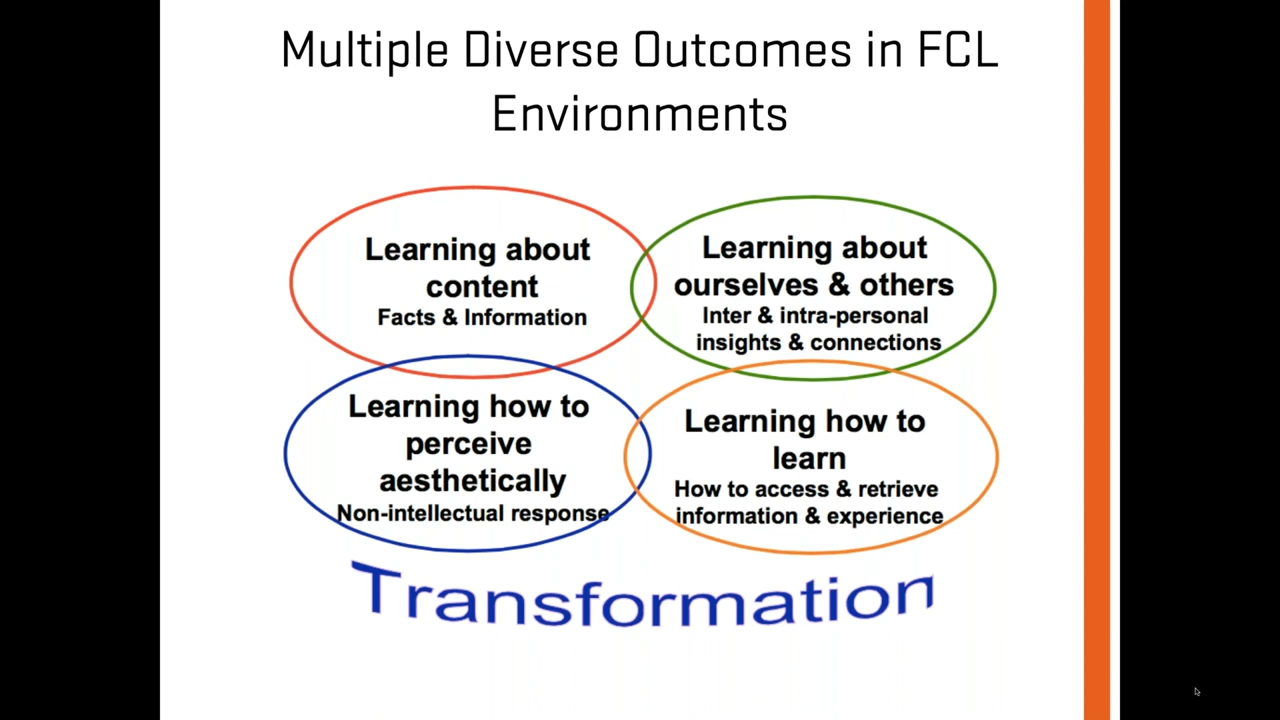 Multiple Diverse Outcomes in FCL
Environments
Learning about
content
Facts & Information
Learning about
ourselves & others
Inter & intra-personal
insights & connections
Learning how to
perceive
aesthetically
Non-intellectual response
Learning how to
learn
How to access & retrieve
information & experience
Transformation